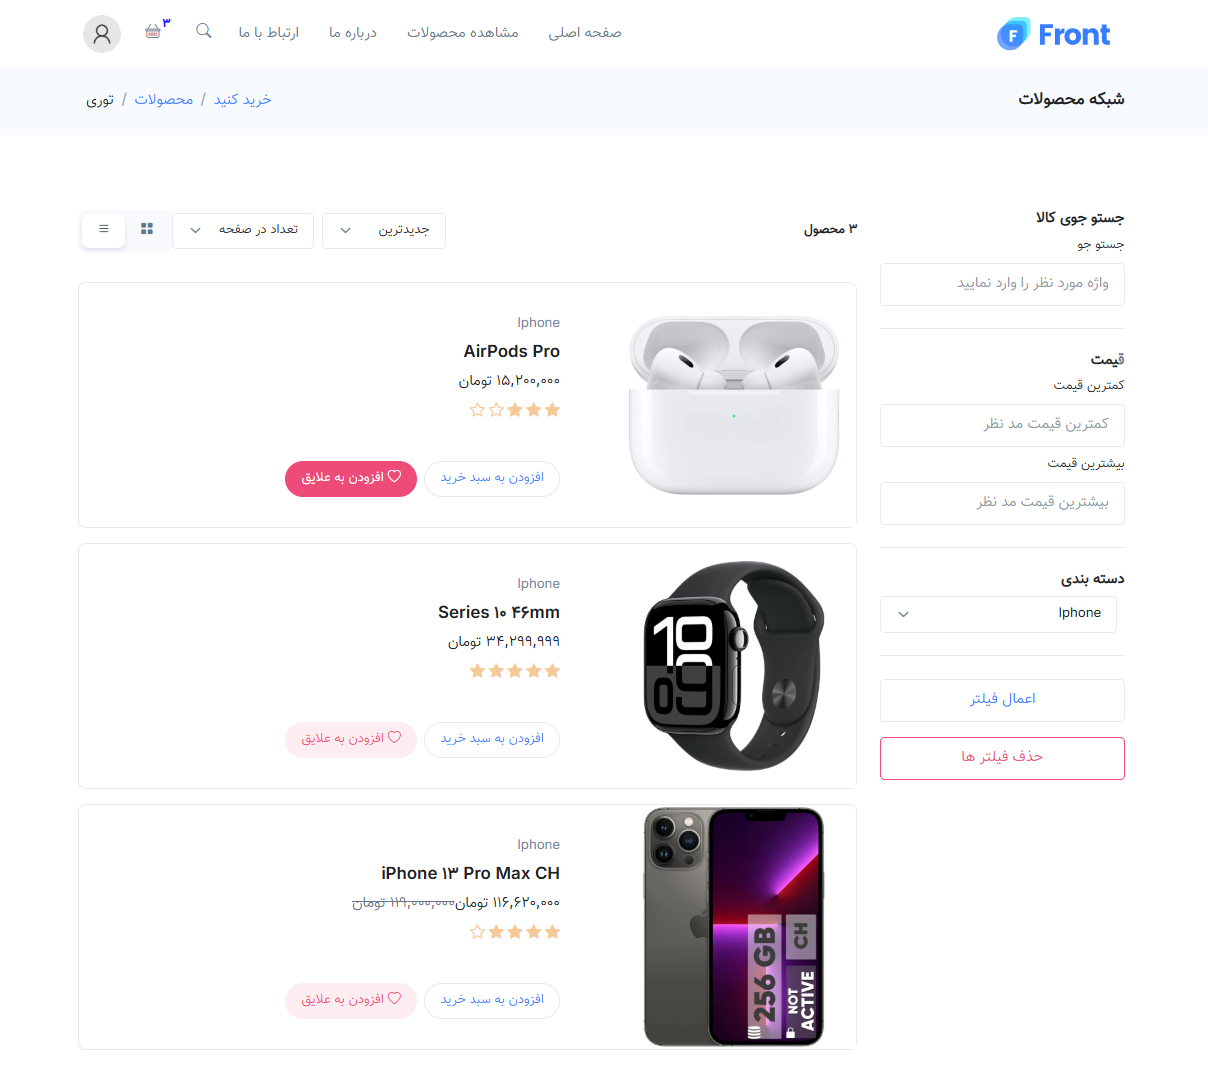 Front
صفحه اصلی
مشاهده محصولات
درباره ما
ارتباط با ما
۳
شبکه محصولات
خرید کنید / محصولات / توری
جستو جوی کالا
جستو جو
واژه مورد نظر را وارد نمایید
قیمت
کمترین قیمت
کمترین قیمت مد نظر
بیشترین قیمت
بیشترین قیمت مد نظر
دسته بندی
Iphone
اعمال فیلتر
حذف فیلتر ها
۳ محصول
جدیدترین
تعداد در صفحه
Iphone
AirPods Pro
۱۵,۲۰۰,۰۰۰ تومان
افزودن به سبد خرید
افزودن به علایق
10
09
Iphone
Series ۱۰ ۴۶mm
۳۴,۲۹۹,۹۹۹ تومان
افزودن به سبد خرید
افزودن به علایق
256 GB
CH
NOT
ACTIVE
Iphone
iPhone ۱۳ Pro Max CH
۱۱۶,۶۲۰,۰۰۰ تومان ۱۱۹,۰۰۰,۰۰۰ تومان
افزودن به سبد خرید
افزودن به علایق